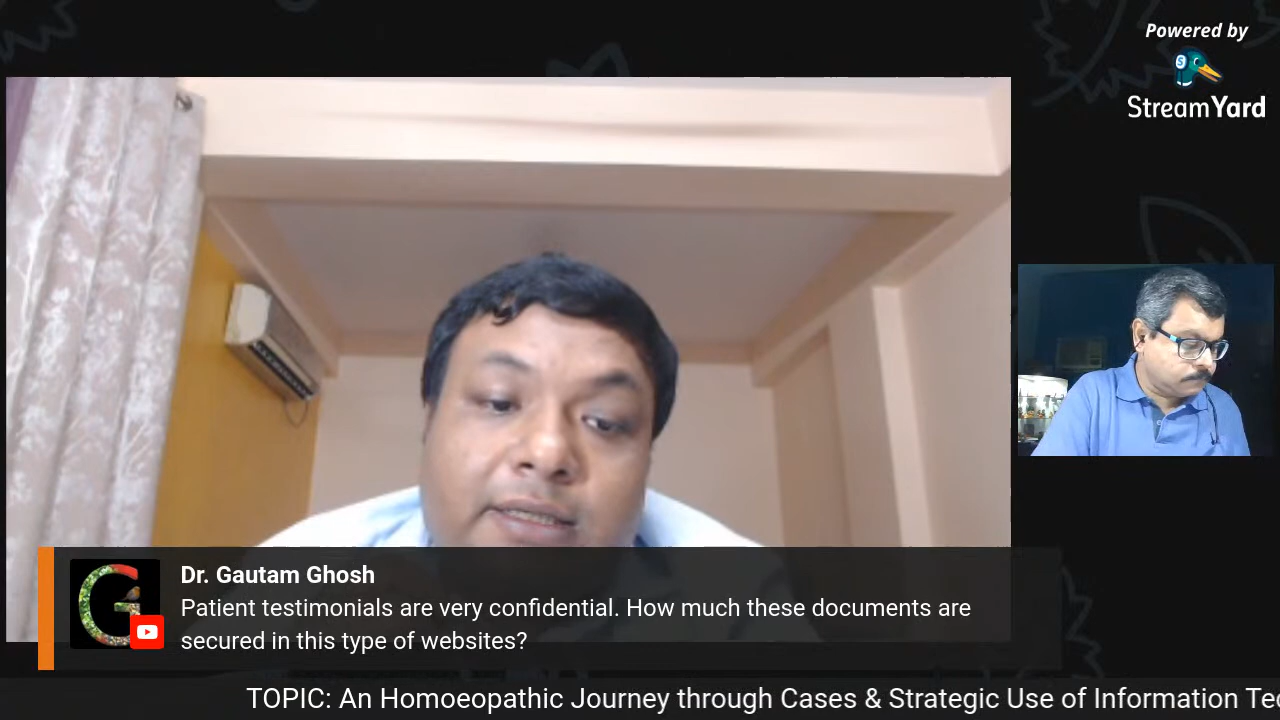 Powered by
StreamYard
Dr. Gautam Ghosh
Patient testimonials are very confidential. How much these documents are
secured in this type of websites?
TOPIC: An Homoeopathic Journey through Cases & Strategic Use of Information Tec